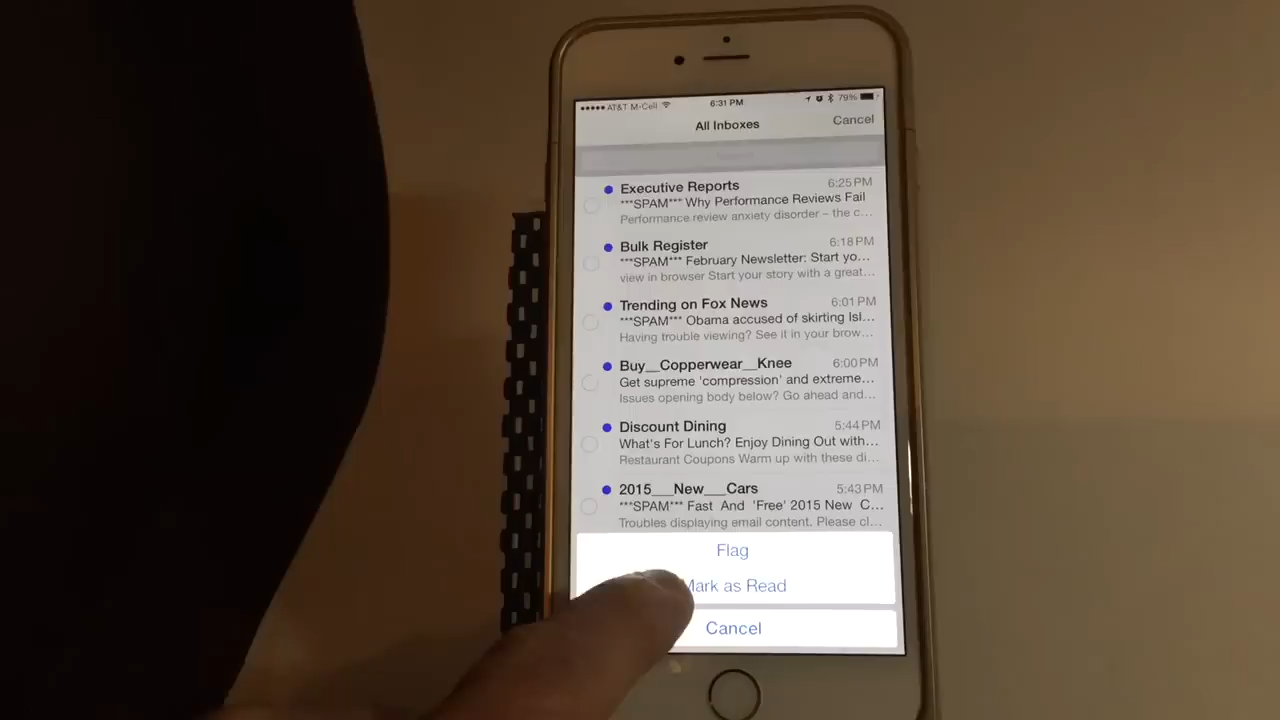 AT&T M-Cell 6:31 PM 79%
All Inboxes Cancel
Executive Reports 6:25 PM
***SPAM*** Why Performance Reviews Fail
Performance review anxiety disorder – the c...
Bulk Register 6:18 PM
***SPAM*** February Newsletter: Start yo...
view in browser Start your story with a great...
Trending on Fox News 6:01 PM
***SPAM*** Obama accused of skirting Isl...
Having trouble viewing? See it in your brow...
Buy__Copperwear__Knee 6:00 PM
Get supreme 'compression' and extreme...
Issues opening body below? Go ahead and...
Discount Dining 5:44 PM
What's For Lunch? Enjoy Dining Out with...
Restaurant Coupons Warm up with these di...
2015___New___Cars 5:43 PM
***SPAM*** Fast And 'Free' 2015 New C...
Troubles displaying email content. Please cl...
Flag
Mark as Read
Cancel